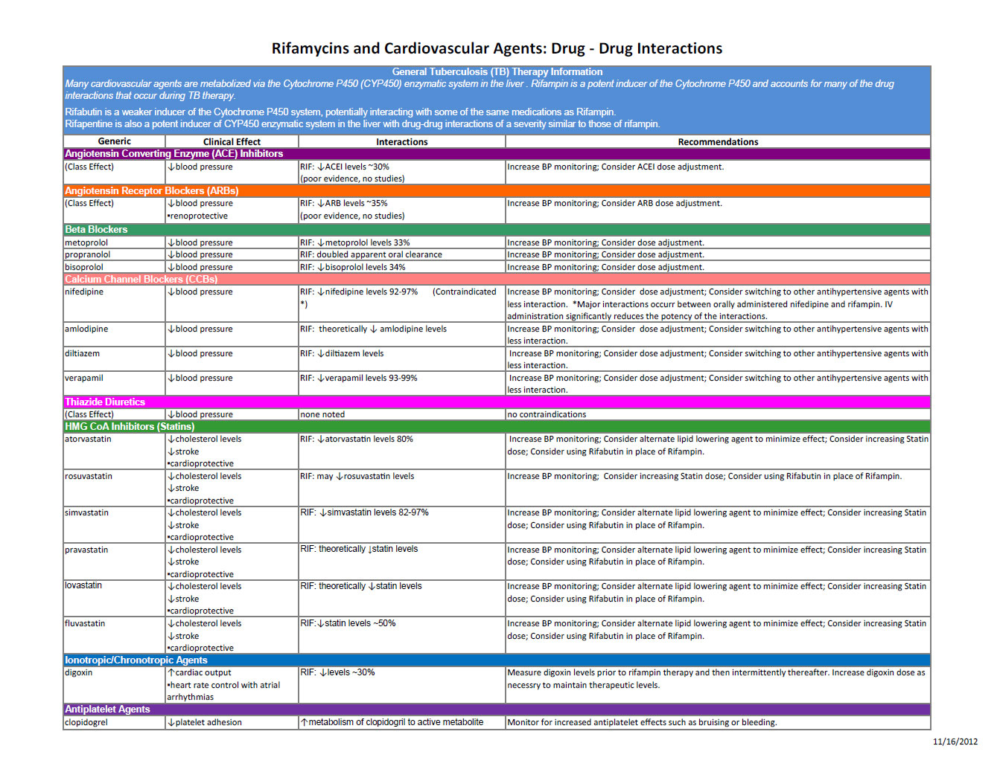 Rifamycins and Cardiovascular Agents: Drug - Drug Interactions
General Tuberculosis (TB) Therapy Information
Many cardiovascular agents are metabolized via the Cytochrome P450 (CYP450) enzymatic system in the liver . Rifampin is a potent inducer of the Cytochrome P450 and accounts for many of the drug
interactions that occur during TB therapy.
Rifabutin is a weaker inducer of the Cytochrome P450 system, potentially interacting with some of the same medications as Rifampin.
Rifapentine is also a potent inducer of CYP450 enzymatic system in the liver with drug-drug interactions of a severity similar to those of rifampin.
Generic Clinical Effect Interactions Recommendations
Angiotensin Converting Enzyme (ACE) Inhibitors
(Class Effect) ↓blood pressure RIF: ↓ACEI levels ~30% Increase BP monitoring; Consider ACEI dose adjustment.
(poor evidence, no studies)
Angiotensin Receptor Blockers (ARBs)
(Class Effect) ↓blood pressure RIF: ↓ARB levels ~35% Increase BP monitoring; Consider ARB dose adjustment.
▪renoprotective (poor evidence, no studies)
Beta Blockers
metoprolol ↓blood pressure RIF: ↓metoprolol levels 33% Increase BP monitoring; Consider dose adjustment.
propranolol ↓blood pressure RIF: doubled apparent oral clearance Increase BP monitoring; Consider dose adjustment.
bisoprolol ↓blood pressure RIF: ↓bisoprolol levels 34% Increase BP monitoring; Consider dose adjustment.
Calcium Channel Blockers (CCBs)
nifedipine ↓blood pressure RIF: ↓nifedipine levels 92-97% (Contraindicated Increase BP monitoring; Consider dose adjustment; Consider switching to other antihypertensive agents with
*) less interaction. *Major interactions occurr between orally administered nifedipine and rifampin. IV
administration significantly reduces the potency of the interactions.
amlodipine ↓blood pressure RIF: theoretically ↓ amlodipine levels Increase BP monitoring; Consider dose adjustment; Consider switching to other antihypertensive agents with
less interaction.
diltiazem ↓blood pressure RIF: ↓diltiazem levels Increase BP monitoring; Consider dose adjustment; Consider switching to other antihypertensive agents with
less interaction.
verapamil ↓blood pressure RIF: ↓verapamil levels 93-99% Increase BP monitoring; Consider dose adjustment; Consider switching to other antihypertensive agents with
less interaction.
Thiazide Diuretics
(Class Effect) ↓blood pressure none noted no contraindications
HMG CoA Inhibitors (Statins)
atorvastatin ↓cholesterol levels RIF: ↓atorvastatin levels 80% Increase BP monitoring; Consider alternate lipid lowering agent to minimize effect; Consider increasing Statin
↓stroke dose; Consider using Rifabutin in place of Rifampin.
▪cardioprotective
rosuvastatin ↓cholesterol levels RIF: may ↓rosuvastatin levels Increase BP monitoring; Consider increasing Statin dose; Consider using Rifabutin in place of Rifampin.
↓stroke
▪cardioprotective
simvastatin ↓cholesterol levels RIF: ↓simvastatin levels 82-97% Increase BP monitoring; Consider alternate lipid lowering agent to minimize effect; Consider increasing Statin
↓stroke dose; Consider using Rifabutin in place of Rifampin.
▪cardioprotective
pravastatin ↓cholesterol levels RIF: theoretically ↓statin levels Increase BP monitoring; Consider alternate lipid lowering agent to minimize effect; Consider increasing Statin
↓stroke dose; Consider using Rifabutin in place of Rifampin.
▪cardioprotective
lovastatin ↓cholesterol levels RIF: theoretically ↓statin levels Increase BP monitoring; Consider alternate lipid lowering agent to minimize effect; Consider increasing Statin
↓stroke dose; Consider using Rifabutin in place of Rifampin.
▪cardioprotective
fluvastatin ↓cholesterol levels RIF:↓statin levels ~50% Increase BP monitoring; Consider alternate lipid lowering agent to minimize effect; Consider increasing Statin
↓stroke dose; Consider using Rifabutin in place of Rifampin.
▪cardioprotective
Ionotropic/Chronotropic Agents
digoxin ↑cardiac output RIF: ↓levels ~30% Measure digoxin levels prior to rifampin therapy and then intermittently thereafter. Increase digoxin dose as
▪heart rate control with atrial necessry to maintain therapeutic levels.
arrhythmias
Antiplatelet Agents
clopidogrel ↓platelet adhesion ↑metabolism of clopidogril to active metabolite Monitor for increased antiplatelet effects such as bruising or bleeding.
11/16/2012